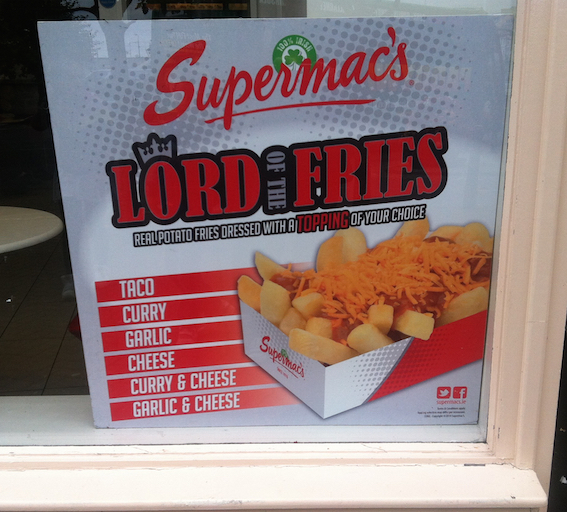 100% IRISH
Supermac's
LORD OF THE FRIES
REAL POTATO FRIES DRESSED WITH A TOPPING OF YOUR CHOICE
TACO
CURRY
GARLIC
CHEESE
CURRY & CHEESE
GARLIC & CHEESE
Supermac's
supermacs.ie